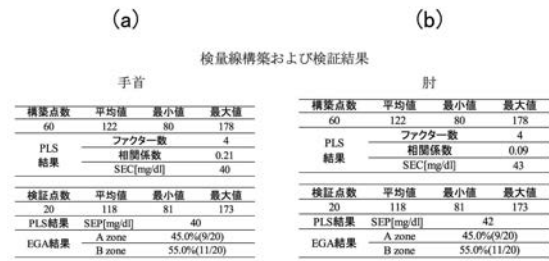 (a) (b)
検量線構築および検証結果
手首 肘
構築点数 平均値 最小値 最大値
60 122 80 178
PLS結果 ファクター数 4
相関係数 0.21
SEC[mg/dl] 40
検証点数 平均値 最小値 最大値
20 118 81 173
PLS結果 SEP[mg/dl] 40
EGA結果 A zone 45.0%(9/20)
B zone 55.0%(11/20)
構築点数 平均値 最小値 最大値
60 122 80 178
PLS結果 ファクター数 4
相関係数 0.09
SEC[mg/dl] 43
検証点数 平均値 最小値 最大値
20 118 81 173
PLS結果 SEP[mg/dl] 42
EGA結果 A zone 45.0%(9/20)
B zone 55.0%(11/20)